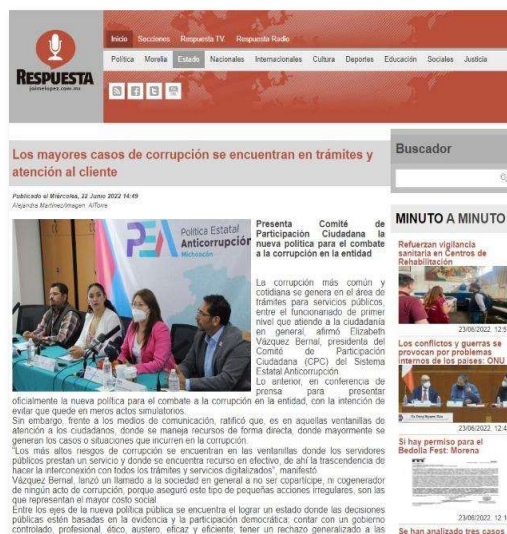 Inicio Secciones Respuesta TV. Respuesta Radio
Política Morelia Estado Nacionales Internacionales Cultura Deportes Educación Sociales Justicia
RESPUESTA
jaimelopez.com.mx
Los mayores casos de corrupción se encuentran en trámites y
atención al cliente
Publicado el Miércoles, 22 Junio 2022 14:49
Alejandra Martínez/Imagen
Política Estatal
Anticorrupción
Michoacán
Presenta Comité de
Participación Ciudadana la
nueva política para el combate
a la corrupción en la entidad
La corrupción más común y
cotidiana se genera en el área de
trámites para servicios públicos,
entre el funcionariado de primer
nivel que atiende a la ciudadanía
en general, afirmó Elizabeth
Vázquez Bernal, presidenta del
Comité de Participación
Ciudadana (CPC) del Sistema
Estatal Anticorrupción
Lo anterior, en conferencia de
prensa para presentar
oficialmente la nueva política para el combate a la corrupción en la entidad, con la intención de
evitar que quede en meros actos simulatorios.
Sin embargo, frente a los medios de comunicación, ratificó que, es en aquellas ventanillas de
atención a los ciudadanos, donde se maneja recursos de forma directa, donde mayormente se
generan los casos o situaciones que incurren en la corrupción.
"Los más altos riesgos de corrupción se encuentran en las ventanillas donde los servidores
públicos prestan un servicio y donde se encuentra recurso en efectivo, de ahí la trascendencia de
hacer la interconexión con todos los trámites y servicios digitalizados", manifestó.
Vázquez Bernal, lanzó un llamado a la sociedad en general a no ser copartícipe, ni cogenerador
de ningún acto de corrupción, porque aseguró este tipo de pequeñas acciones irregulares, son las
que representan el mayor costo social
Entre los ejes de la nueva política pública se encuentra el lograr un estado donde las decisiones
públicas estén basadas en la evidencia y la participación democrática; contar con un gobierno
controlado, profesional, ético, austero, eficaz y eficiente; tener un rechazo generalizado a las
Buscador
MINUTO A MINUTO
Refuerzan vigilancia
sanitaria en Centros de
Rehabilitación
23/06/2022 12:5
Los conflictos y guerras se
provocan por problemas
internos de los países: ONU
23/06/2022 12:4
Si hay permiso para el
Bedolla Fest: Morena
23/06/2022 12:1
Se han analizado tres casos